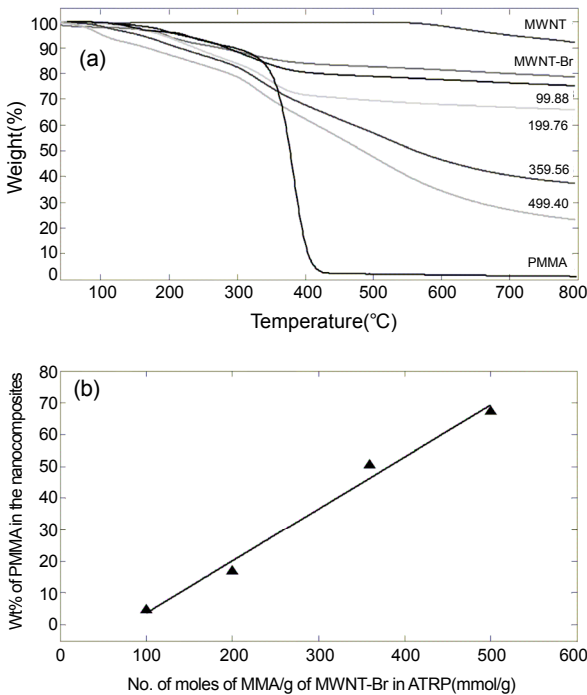 (a)
Weight(%)
100
90
80
70
60
50
40
30
20
10
0
MWNT
MWNT-Br
99.88
199.76
359.56
499.40
PMMA
100 200 300 400 500 600 700 800
Temperature(°C)
(b)
Wt% of PMMA in the nanocomposites
80
70
60
50
40
30
20
10
0
0 100 200 300 400 500 600
No. of moles of MMA/g of MWNT-Br in ATRP(mmol/g)